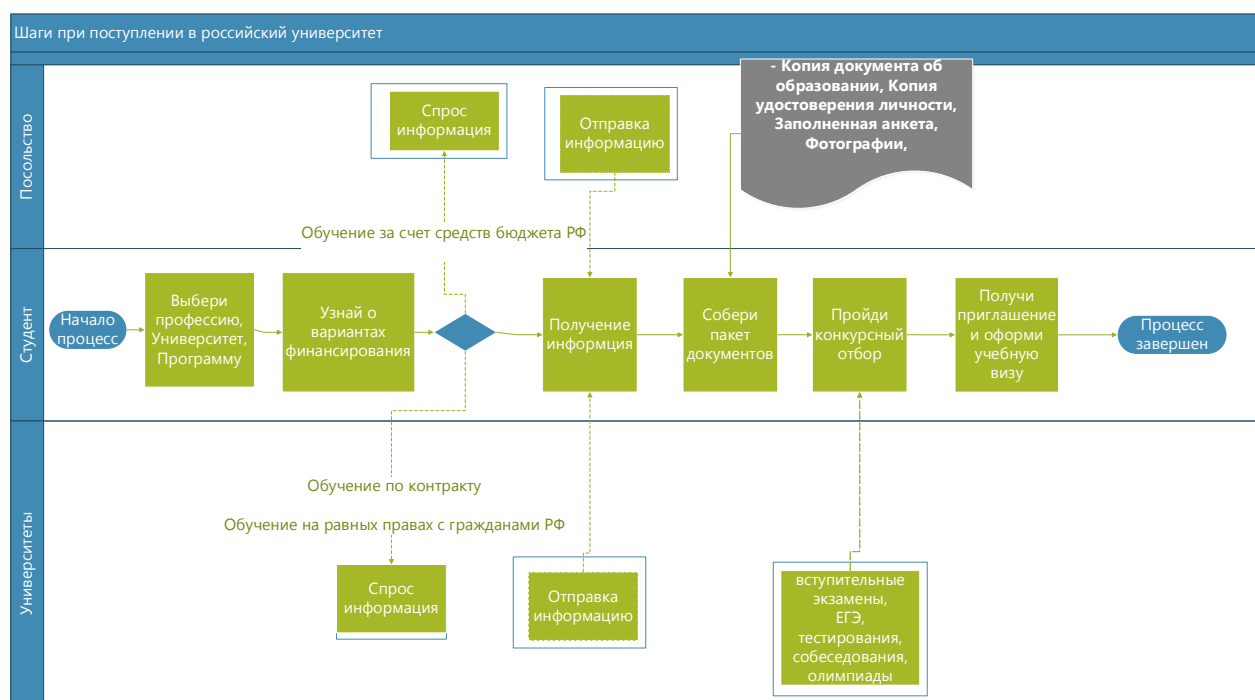 Шаги при поступлении в российский университет
Посольство
Спрос
информация
Отправка
информацию
- Копия документа об
образовании, Копия
удостоверения личности,
Заполненная анкета,
Фотографии,
Обучение за счет средств бюджета РФ
Студент
Начало
процесс
Выбери
профессию,
Университет,
Программу
Узнай о
вариантах
финансирования
Получение
информция
Собери
пакет
документов
Пройди
конкурсный
отбор
Получи
приглашение
и оформи
учебную
визу
Процесс
завершен
Университеты
Обучение по контракту
Обучение на равных правах с гражданами РФ
Спрос
информация
Отправка
информацию
вступительные
экзамены,
ЕГЭ,
тестирования,
собеседования,
олимпиады